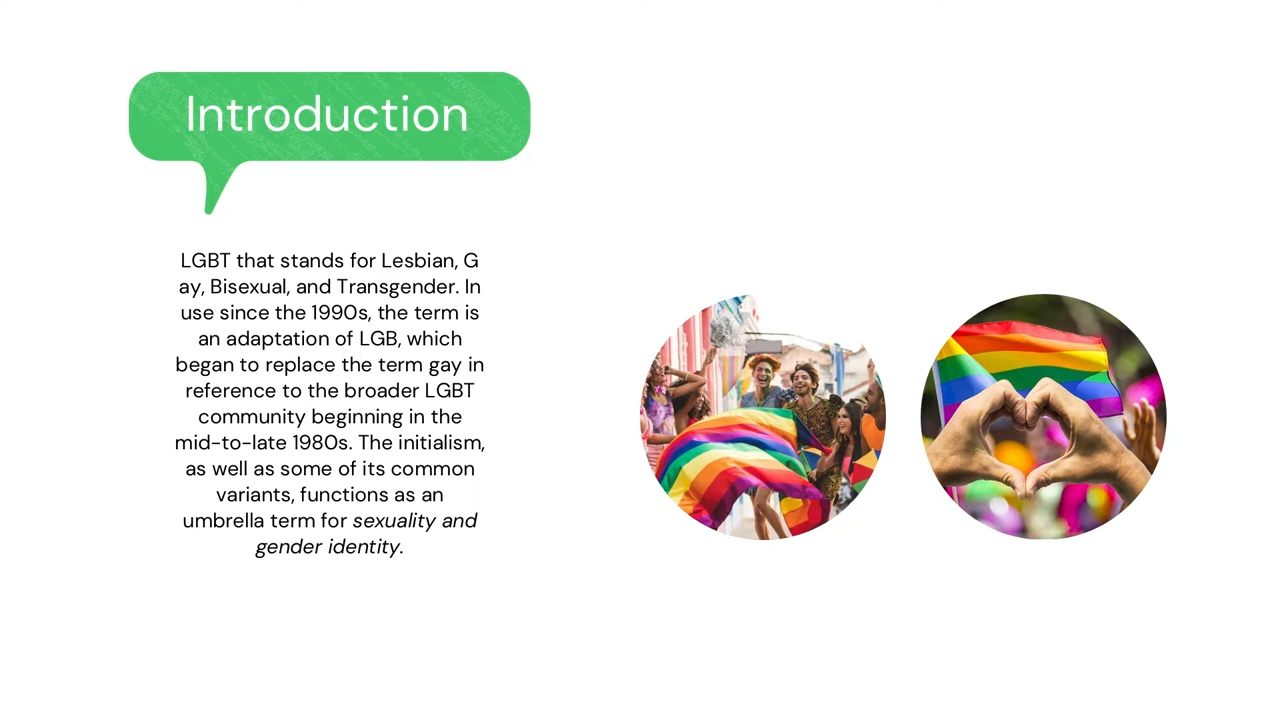 Introduction
LGBT that stands for Lesbian, G
ay, Bisexual, and Transgender. In
use since the 1990s, the term is
an adaptation of LGB, which
began to replace the term gay in
reference to the broader LGBT
community beginning in the
mid-to-late 1980s. The initialism,
as well as some of its common
variants, functions as an
umbrella term for sexuality and
gender identity.